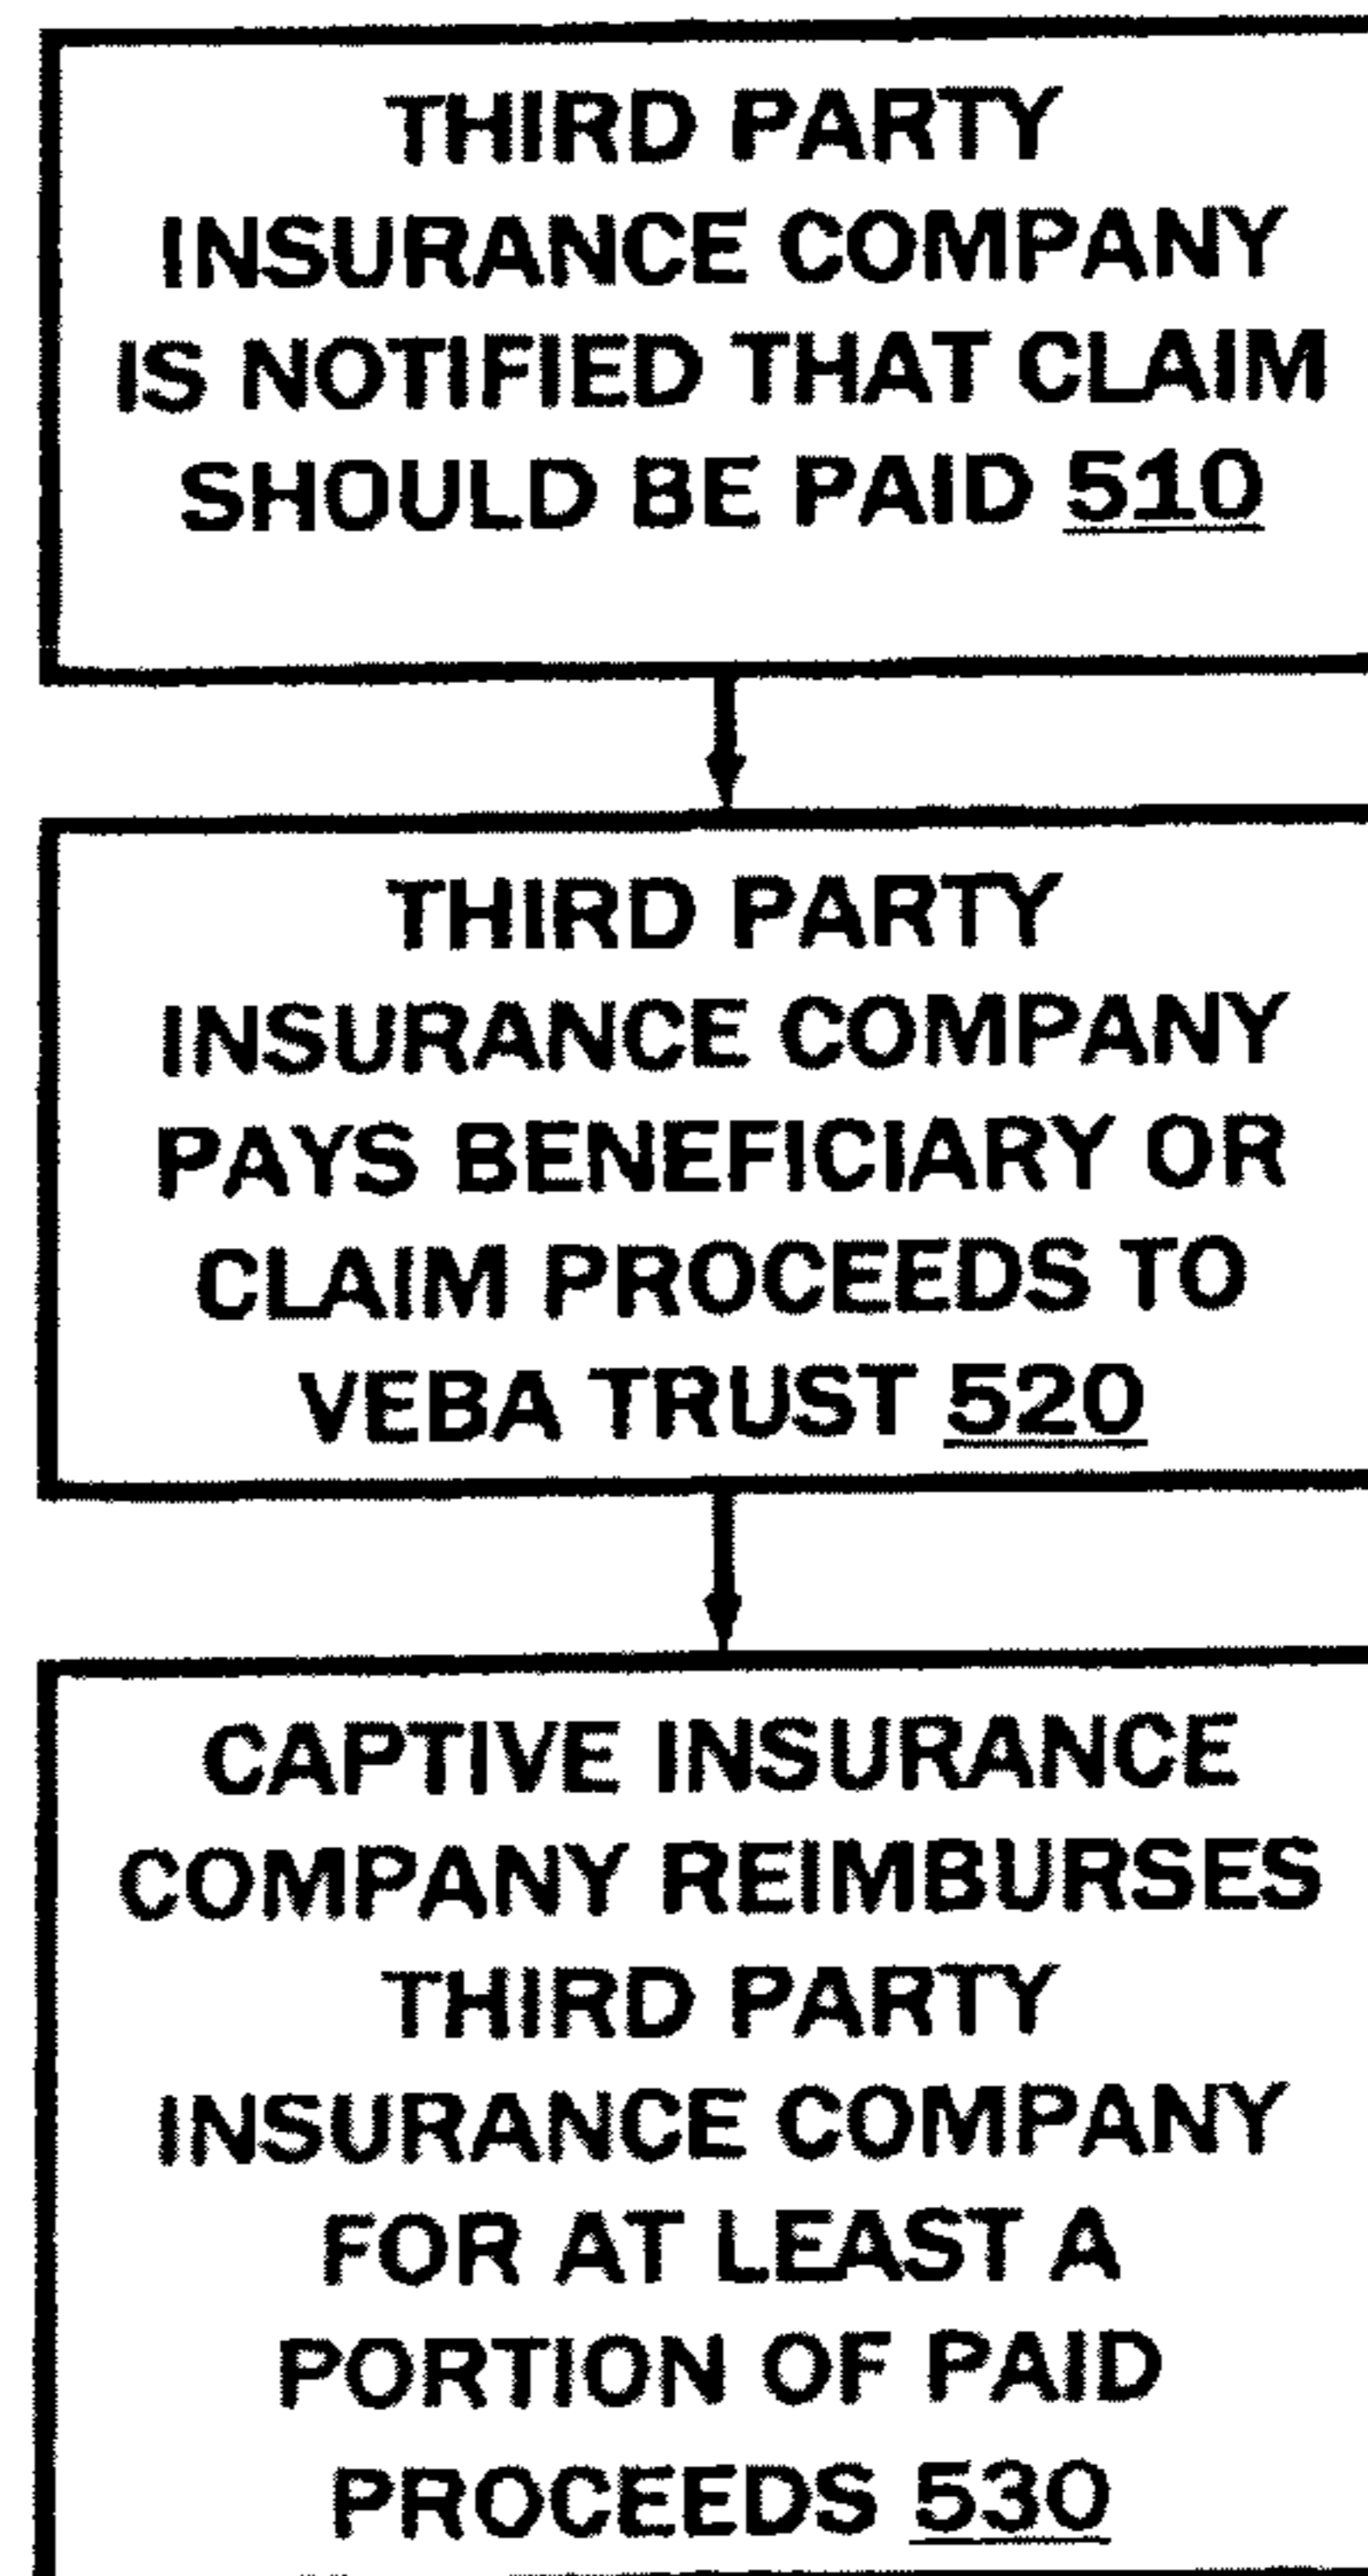 THIRD PARTY
INSURANCE COMPANY
IS NOTIFIED THAT CLAIM
SHOULD BE PAID 510
THIRD PARTY
INSURANCE COMPANY
PAYS BENEFICIARY OR
CLAIM PROCEEDS TO
VEBA TRUST 520
CAPTIVE INSURANCE
COMPANY REIMBURSES
THIRD PARTY
INSURANCE COMPANY
FOR AT LEAST A
PORTION OF PAID
PROCEEDS 530